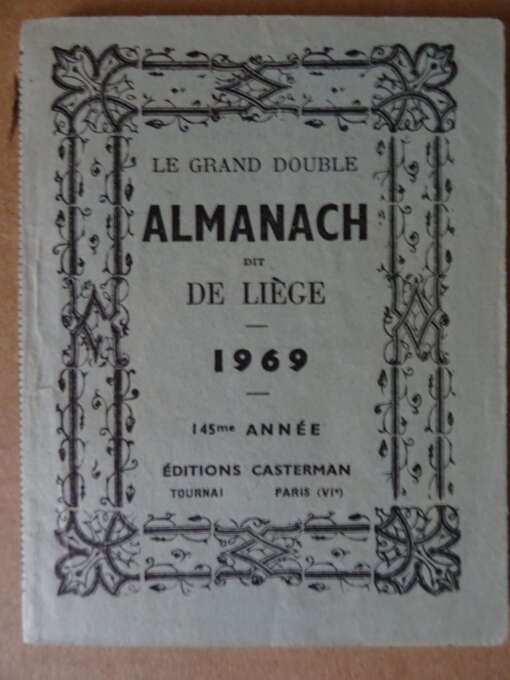 LE GRAND DOUBLE
ALMANACH
DIT
DE LIÈGE
1969
145me ANNÉE
ÉDITIONS CASTERMAN
TOURNAI PARIS (VIe)